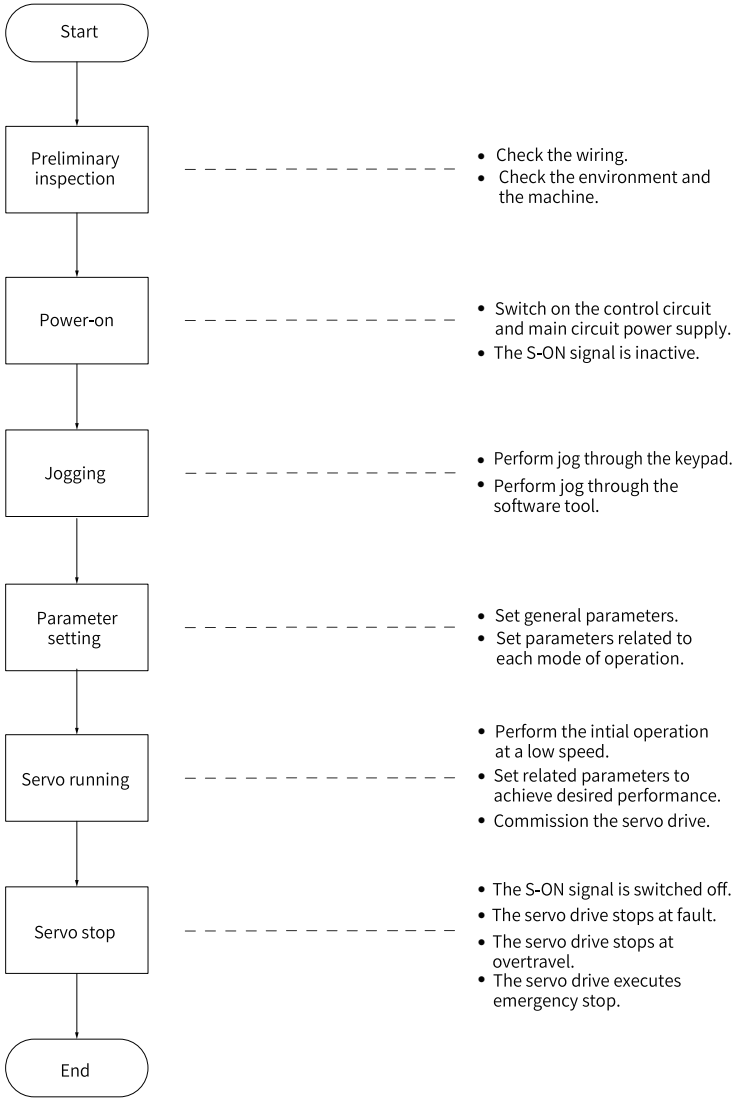 Start
Preliminary
inspection
• Check the wiring.
• Check the environment and
the machine.
Power-on
• Switch on the control circuit
and main circuit power supply.
• The S-ON signal is inactive.
Jogging
• Perform jog through the keypad.
• Perform jog through the
software tool.
Parameter
setting
• Set general parameters.
• Set parameters related to
each mode of operation.
Servo running
• Perform the intial operation
at a low speed.
• Set related parameters to
achieve desired performance.
• Commission the servo drive.
Servo stop
• The S-ON signal is switched off.
• The servo drive stops at fault.
• The servo drive stops at
overtravel.
• The servo drive executes
emergency stop.
End